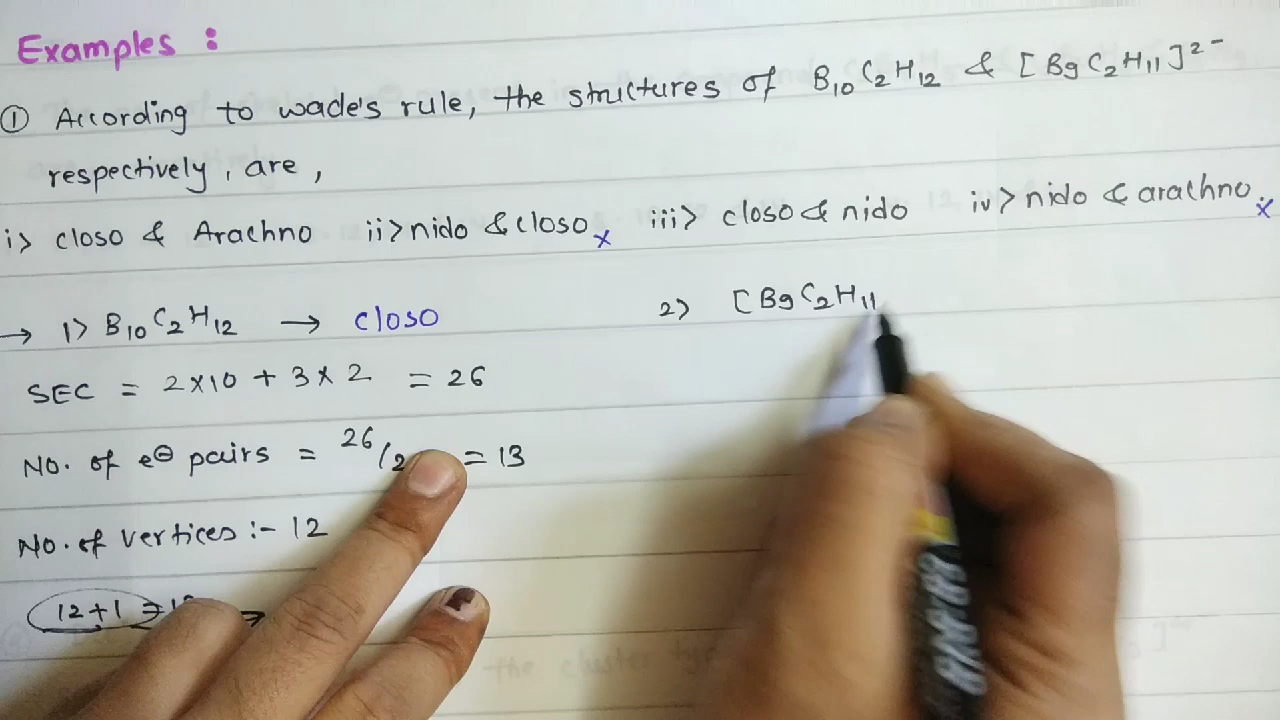 Examples :
① According to wade's rule, the structures of B₁₀C₂H₁₂ & [B₉C₂H₁₁]²⁻
respectively, are,
i> closo & Arachno ii> nido & closo x iii> closo & nido iv> nido & arachno. x
→ 1> B₁₀C₂H₁₂ → closo 2) [B₉C₂H₁₁
SEC = 2×10 + 3×2 = 26
No. of e⊖ pairs = 26/2 = 13
No. of vertices :- 12
12+1 =